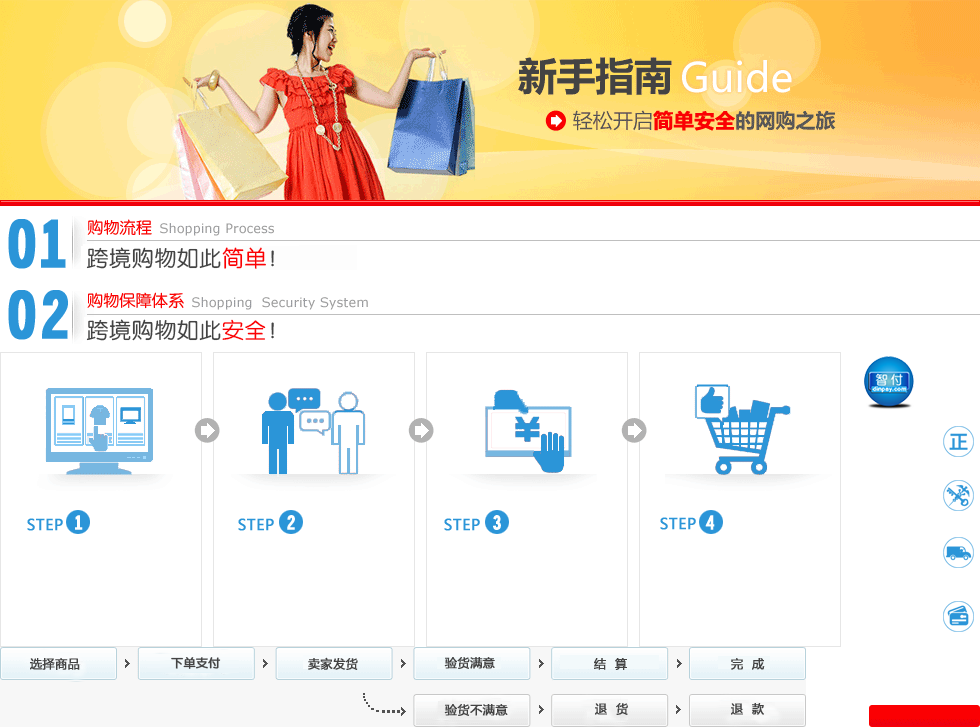 新手指南 Guide
轻松开启简单安全的网购之旅
01 购物流程 Shopping Process
跨境购物如此简单!
02 购物保障体系 Shopping Security System
跨境购物如此安全!
智付
dinpay.com
¥
正
STEP 1
STEP 2
STEP 3
STEP 4
选择商品
下单支付
卖家发货
验货满意
结 算
完 成
验货不满意
退 货
退 款